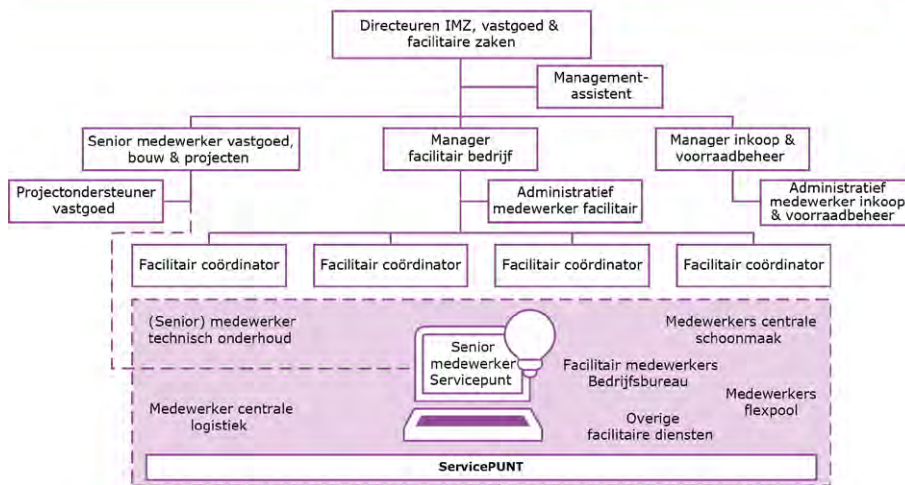 Directeuren IMZ, vastgoed &
facilitaire zaken
Management-
assistent
Senior medewerker vastgoed,
bouw & projecten
Manager
facilitair bedrijf
Manager inkoop &
voorraadbeheer
Projectondersteuner
vastgoed
Administratief
medewerker facilitair
Administratief
medewerker inkoop
& voorraadbeheer
Facilitair coördinator
Facilitair coördinator
Facilitair coördinator
Facilitair coördinator
(Senior) medewerker
technisch onderhoud
Senior
medewerker
Servicepunt
Medewerkers centrale
schoonmaak
Facilitair medewerkers
Bedrijfsbureau
Medewerkers
flexpool
Medewerker centrale
logistiek
Overige
facilitaire diensten
ServicePUNT